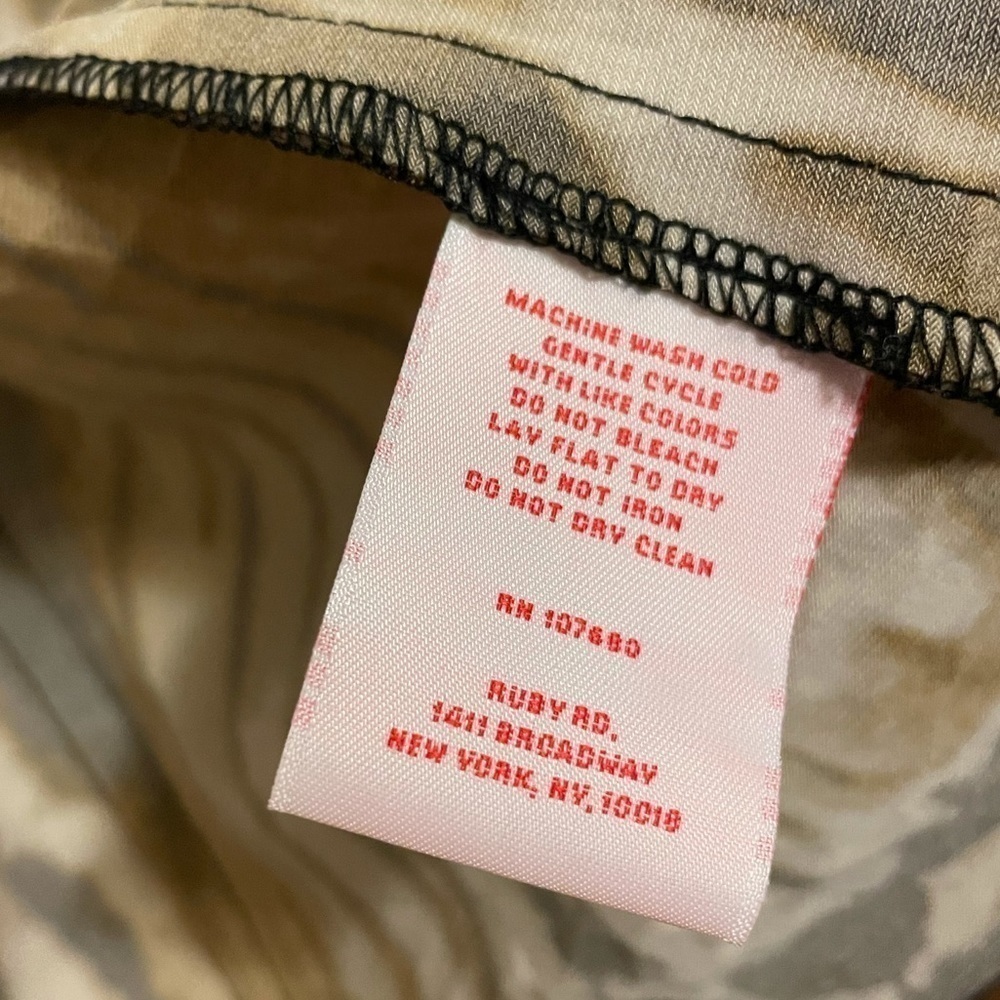 MACHINE WASH COLD
GENTLE CYCLE
WITH LIKE COLORS
DO NOT BLEACH
LAY FLAT TO DRY
DO NOT IRON
DO NOT DRY CLEAN
RN 107680
RUBY RD.
1411 BROADWAY
NEW YORK, NY, 10018